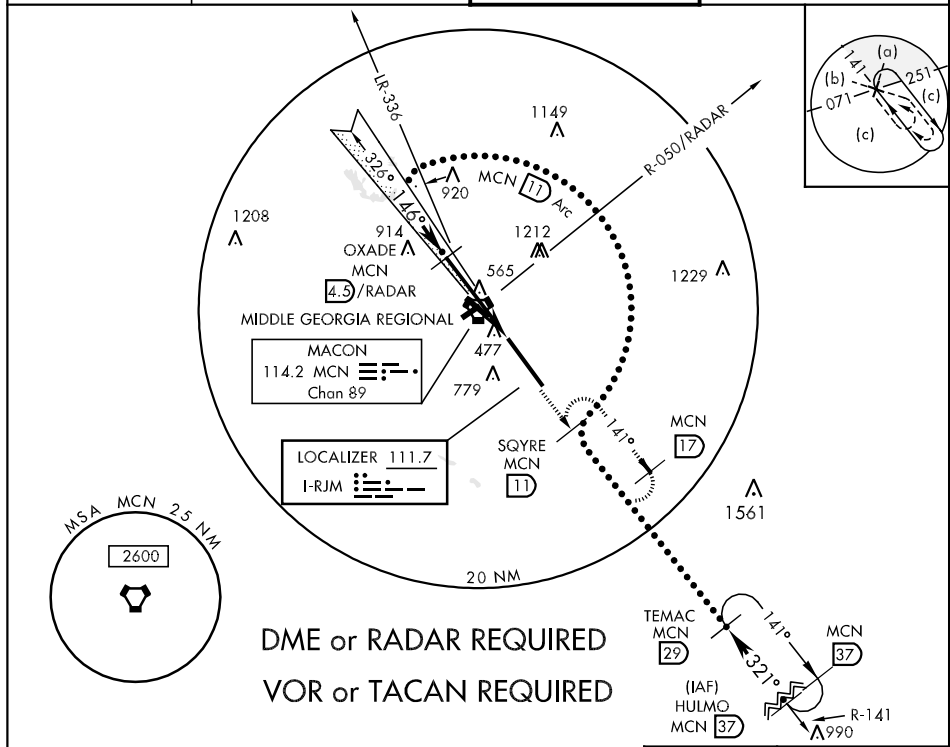 LR-336
1149
R-050/RADAR
141
(a)
(b)
251
(c)
071
(c)
326°
146°
920
MCN 11 Arc
1208
914
1212
OXADE
MCN
4.5 /RADAR
565
1229
MIDDLE GEORGIA REGIONAL
477
MACON
114.2 MCN
Chan 89
779
SQYRE
MCN
11
141°
MCN
17
LOCALIZER 111.7
I-RJM
1561
MSA MCN 25 NM
2600
20 NM
DME or RADAR REQUIRED
VOR or TACAN REQUIRED
TEMAC
MCN
29
141°
321°
MCN
37
(IAF)
HULMO
MCN 37
R-141
990